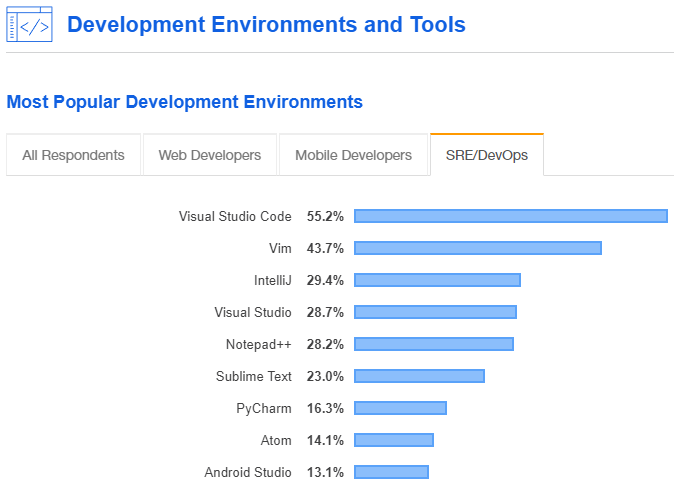 </> Development Environments and Tools
Most Popular Development Environments
All Respondents Web Developers Mobile Developers SRE/DevOps
Visual Studio Code 55.2%
Vim 43.7%
IntelliJ 29.4%
Visual Studio 28.7%
Notepad++ 28.2%
Sublime Text 23.0%
PyCharm 16.3%
Atom 14.1%
Android Studio 13.1%